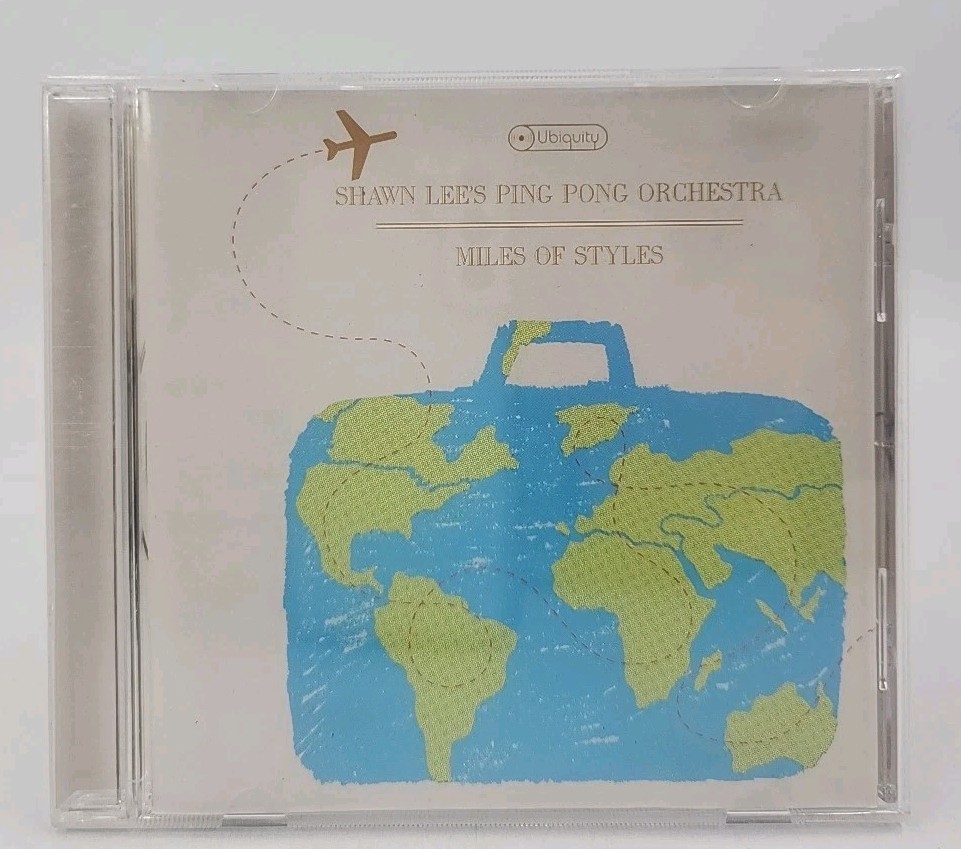 Ubiquity
SHAWN LEE'S PING PONG ORCHESTRA
MILES OF STYLES